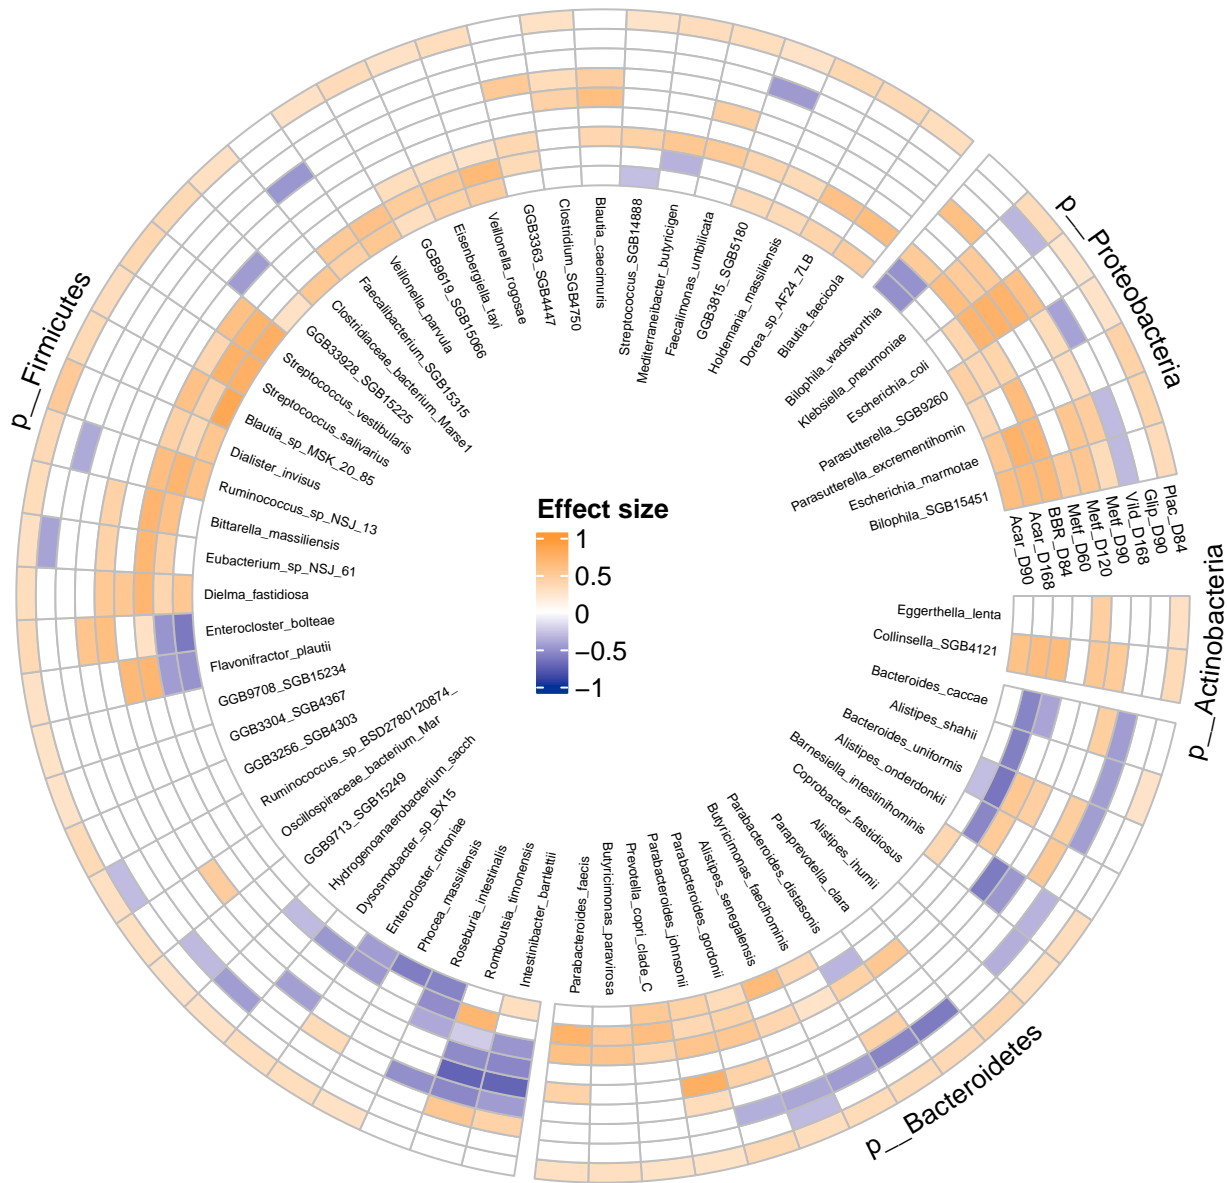 p__Firmicutes
p__Proteobacteria
p__Actinobacteria
p__Bacteroidetes
Blautia_caecimuris
Streptococcus_SGB14888
Mediterraneibacter_butyricigen
Faecalimonas_umbilicata
GGB3815_SGB5180
Holdemania_massiliensis
Dorea_sp_AF24_7LB
Blautia_faecicola
Bilophila_wadsworthia
Klebsiella_pneumoniae
Escherichia_coli
Parasutterella_SGB9260
Parasutterella_excrementihomin
Escherichia_marmotae
Bilophila_SGB15451
Acar_D90
Acar_D168
BBR_D84
Metf_D60
Metf_D120
Metf_D90
Vild_D168
Glip_D90
Plac_D84
Eggerthella_lenta
Collinsella_SGB4121
Bacteroides_caccae
Alistipes_shahii
Bacteroides_uniformis
Alistipes_onderdonkii
Barnesiella_intestinihominis
Coprobacter_fastidiosus
Alistipes_ihumii
Paraprevotella_clara
Parabacteroides_distasonis
Butyricimonas_faecihominis
Alistipes_senegalensis
Parabacteroides_gordonii
Parabacteroides_johnsonii
Prevotella_copri_clade_C
Butyricimonas_paravirosa
Parabacteroides_faecis
Intestinibacter_bartlettii
Romboutsia_timonensis
Roseburia_intestinalis
Phocea_massiliensis
Enterocloster_citroniae
Dysosmobacter_sp_BX15
Hydrogenoanaerobacterium_sacch
GGB9713_SGB15249
Oscillospiraceae_bacterium_Mar
Ruminococcus_sp_BSD2780120874_
GGB3256_SGB4303
GGB3304_SGB4367
GGB9708_SGB15234
Flavonifractor_plautii
Enterocloster_bolteae
Dielma_fastidiosa
Eubacterium_sp_NSJ_61
Bittarella_massiliensis
Ruminococcus_sp_NSJ_13
Dialister_invisus
Blautia_sp_MSK_20_85
Streptococcus_salivarius
Streptococcus_vestibularis
GGB33928_SGB15225
Clostridiaceae_bacterium_Marse1
Faecalibacterium_SGB15315
Veillonella_parvula
GGB9619_SGB15066
Eisenbergiella_tayi
Veillonella_rogosae
GGB3363_SGB4447
Clostridium_SGB4750
Effect size
1
0.5
0
−0.5
−1